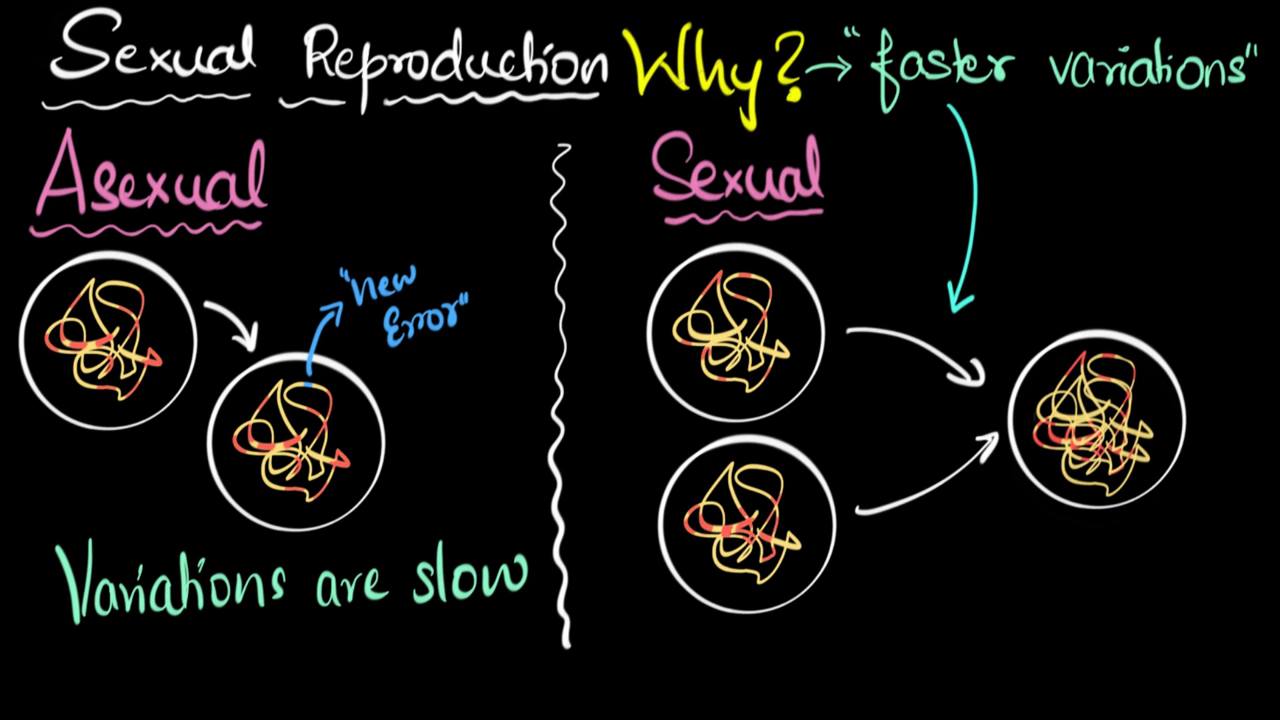 Sexual Reproduction Why? → "faster variations"
Asexual
Sexual
"new
Error"
Variations are slow